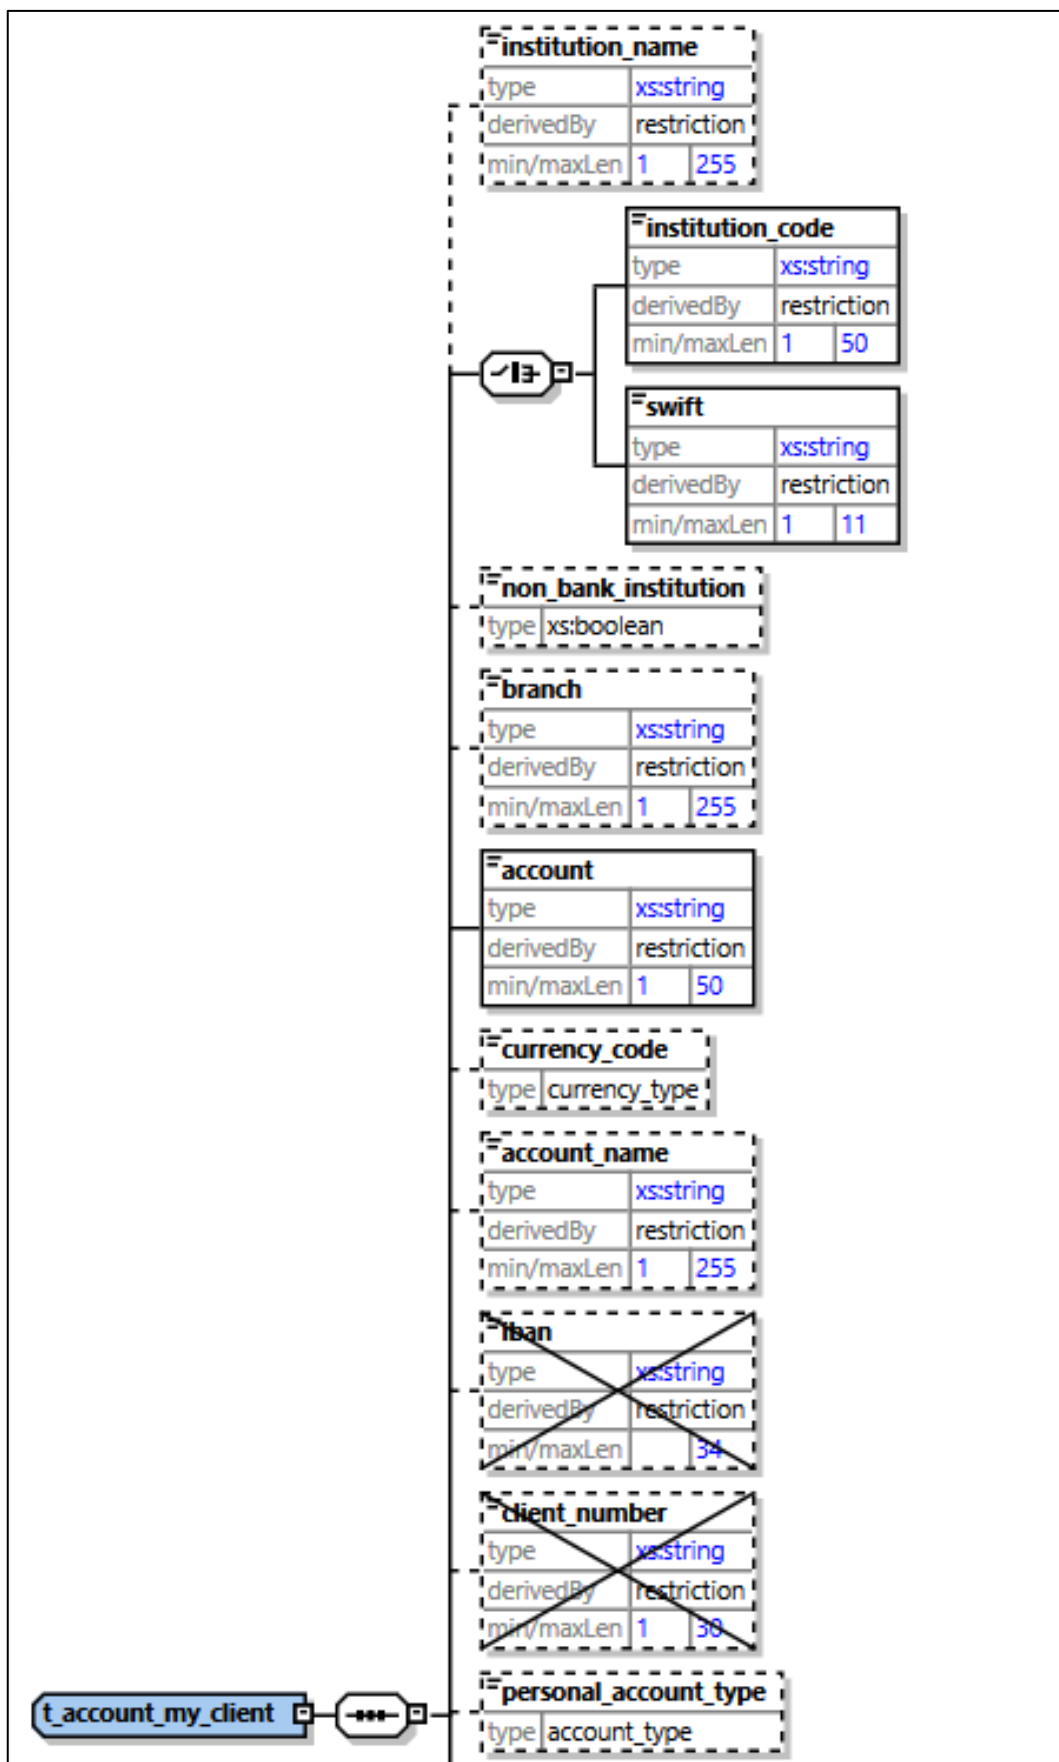 institution_name
type xs:string
derivedBy restriction
min/maxLen 1 255
institution_code
type xs:string
derivedBy restriction
min/maxLen 1 50
swift
type xs:string
derivedBy restriction
min/maxLen 1 11
non_bank_institution
type xs:boolean
branch
type xs:string
derivedBy restriction
min/maxLen 1 255
account
type xs:string
derivedBy restriction
min/maxLen 1 50
currency_code
type currency_type
account_name
type xs:string
derivedBy restriction
min/maxLen 1 255
iban
type xs:string
derivedBy restriction
min/maxLen 34
client_number
type xs:string
derivedBy restriction
min/maxLen 1 30
t_account_my_client
personal_account_type
type account_type